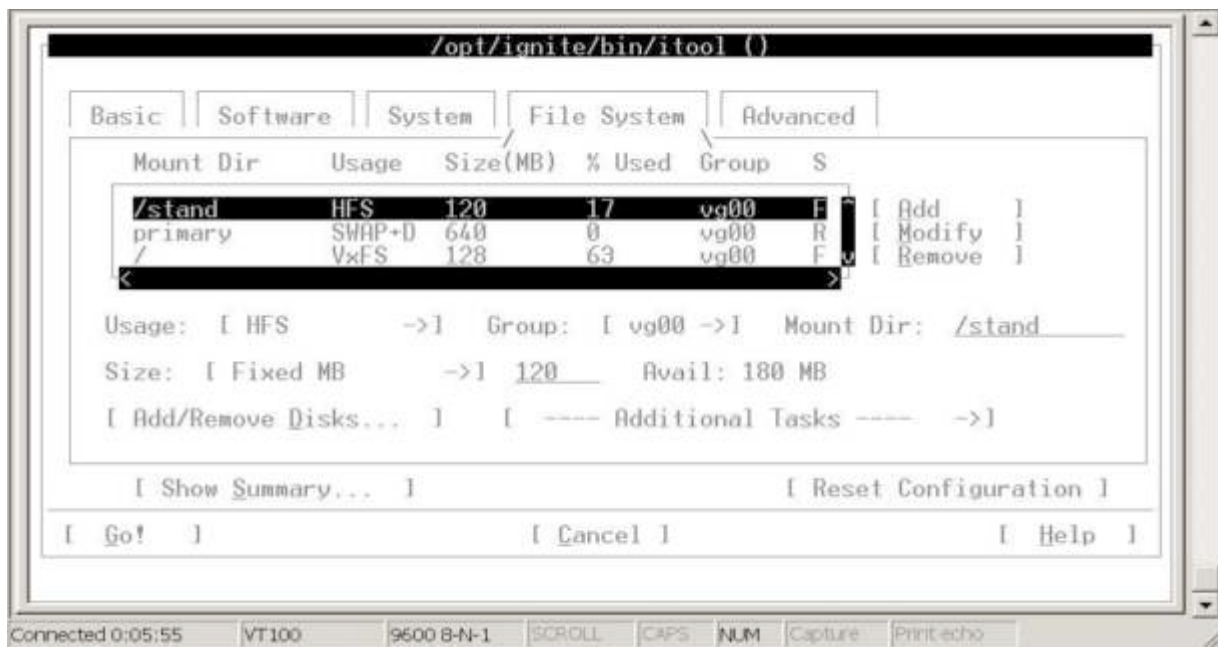 /opt/ignite/bin/itool ()
Basic Software System File System Advanced
Mount Dir Usage Size(MB) % Used Group S
/stand HFS 120 17 vg00 F [ Add ]
primary SWAP+D 640 0 vg00 R [ Modify ]
/ VxFS 128 63 vg00 F [ Remove ]
Usage: [ HFS ->] Group: [ vg00 ->] Mount Dir: /stand
Size: [ Fixed MB ->] 120 Avail: 180 MB
[ Add/Remove Disks... ] [ ---- Additional Tasks ---- ->]
[ Show Summary... ] [ Reset Configuration ]
[ Go! ] [ Cancel ] [ Help ]
Connected 0:05:55 VT100 9600 8-N-1 SCROLL CAPS NUM Capture Print echo